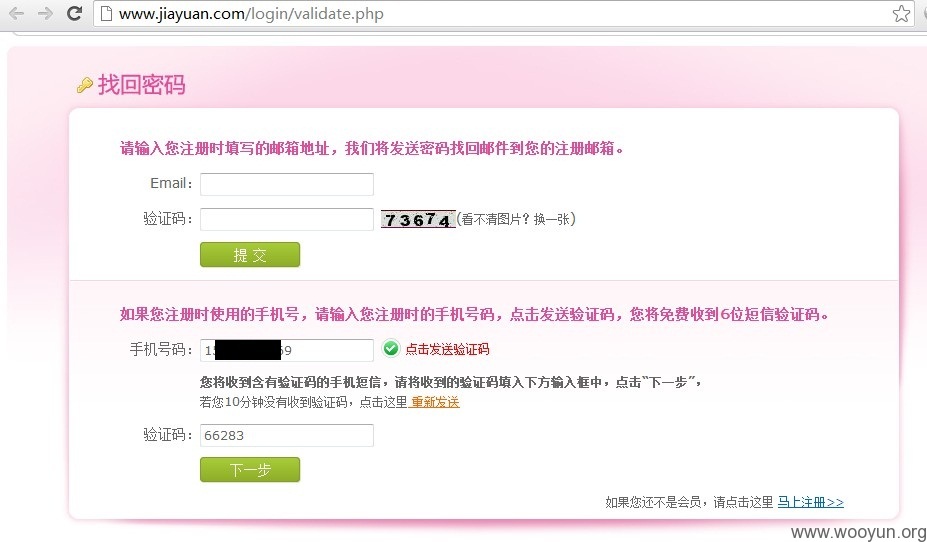 www.jiayuan.com/login/validate.php
找回密码
请输入您注册时填写的邮箱地址，我们将发送密码找回邮件到您的注册邮箱。
Email：
验证码： 73674 (看不清图片？换一张)
提 交
如果您注册时使用的手机号，请输入您注册时的手机号码，点击发送验证码，您将免费收到6位短信验证码。
手机号码： 15 69 点击发送验证码
您将收到含有验证码的手机短信，请将收到的验证码填入下方输入框中，点击“下一步”，
若您10分钟没有收到验证码，点击这里 重新发送
验证码： 66283
下一步
如果您还不是会员，请点击这里 马上注册>>
www.wooyun.org